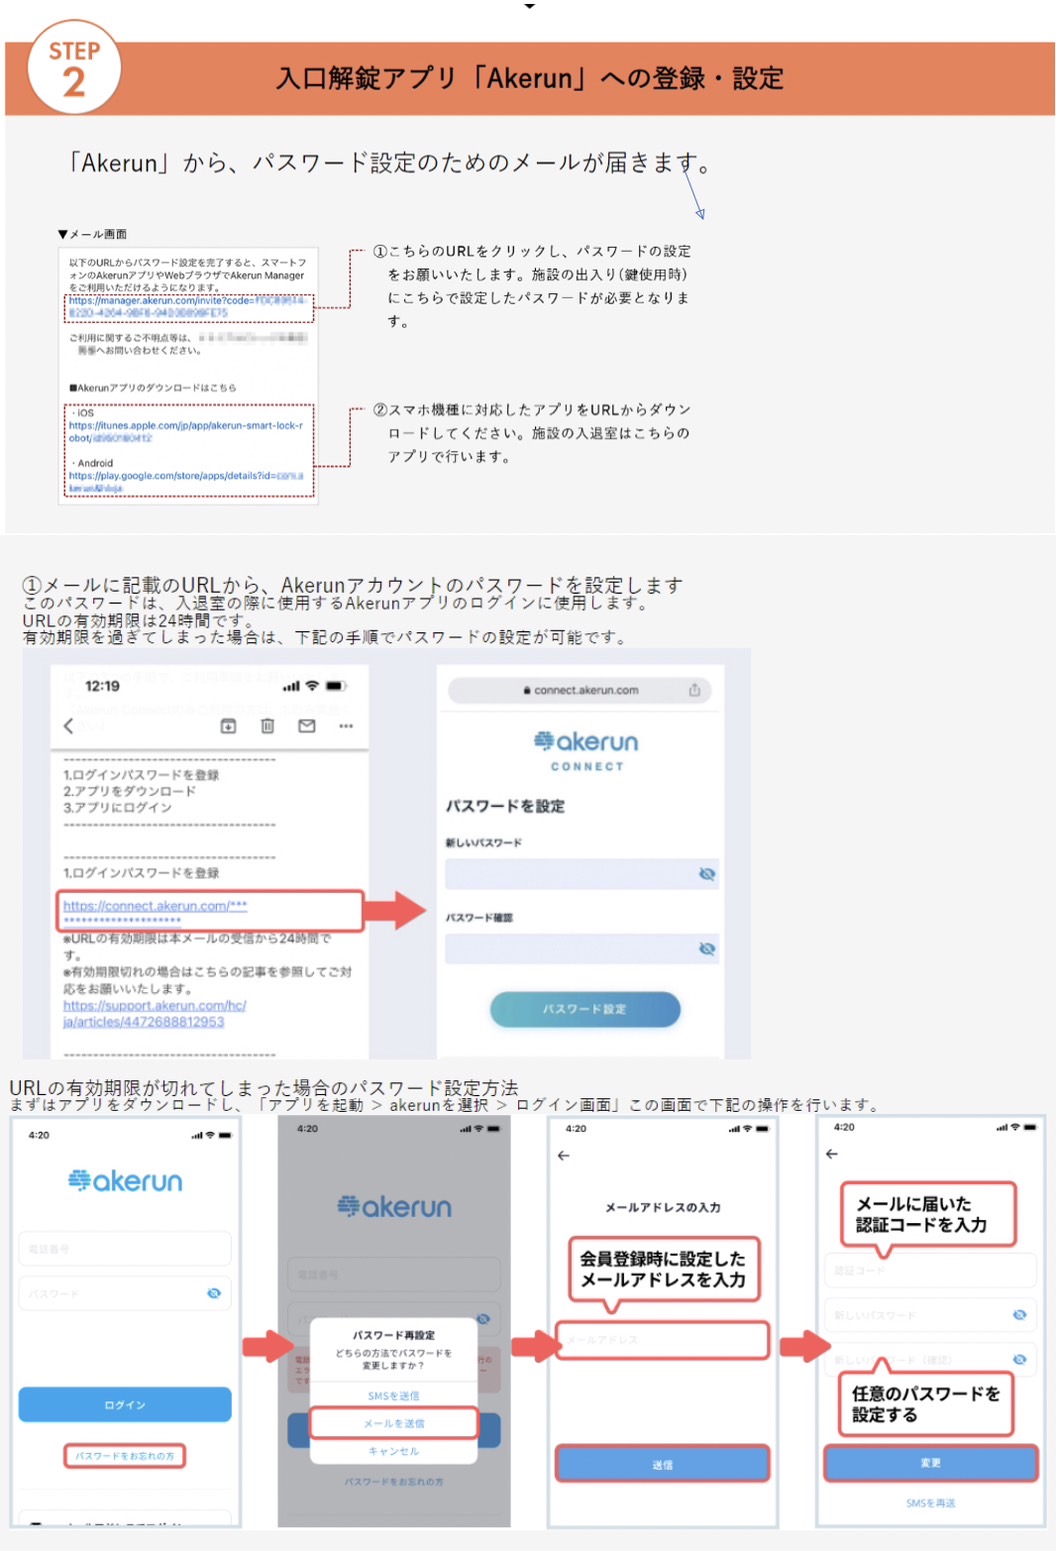 STEP
2
入口解錠アプリ「Akerun」への登録・設定
「Akerun」から、パスワード設定のためのメールが届きます。
▼メール画面
以下のURLからパスワード設定を完了すると、スマートフ
ォンのAkerunアプリやWebブラウザでAkerun Manager
をご利用いただけるようになります。
https://manager.akerun.com/invite?code=
ご利用に関するご不明点等は、
へお問い合わせください。
■Akerunアプリのダウンロードはこちら
・iOS
https://itunes.apple.com/jp/app/akerun-smart-lock-r
obot/
・Android
https://play.google.com/store/apps/details?id=
①こちらのURLをクリックし、パスワードの設定
をお願いいたします。施設の出入り(鍵使用時)
にこちらで設定したパスワードが必要となりま
す。
②スマホ機種に対応したアプリをURLからダウン
ロードしてください。施設の入退室はこちらの
アプリで行います。
①メールに記載のURLから、Akerunアカウントのパスワードを設定します
このパスワードは、入退室の際に使用するAkerunアプリのログインに使用します。
URLの有効期限は24時間です。
有効期限を過ぎてしまった場合は、下記の手順でパスワードの設定が可能です。
12:19
------------------------------------
1.ログインパスワードを登録
2.アプリをダウンロード
3.アプリにログイン
------------------------------------
------------------------------------
1.ログインパスワードを登録
https://connect.akerun.com/***
********************
※URLの有効期限は本メールの受信から24時間で
す。
※有効期限切れの場合はこちらの記事を参照してご対
応をお願いいたします。
https://support.akerun.com/hc/
ja/articles/4472688812953
------------------------------------
connect.akerun.com
akerun
CONNECT
パスワードを設定
新しいパスワード
パスワード確認
パスワード設定
URLの有効期限が切れてしまった場合のパスワード設定方法
まずはアプリをダウンロードし、「アプリを起動 > akerunを選択 > ログイン画面」この画面で下記の操作を行います。
4:20
akerun
電話番号
パスワード
ログイン
パスワードをお忘れの方
4:20
akerun
電話番号
パスワード再設定
どちらの方法でパスワードを
変更しますか？
SMSを送信
メールを送信
キャンセル
パスワードをお忘れの方
4:20
メールアドレスの入力
会員登録時に設定した
メールアドレスを入力
メールアドレス
送信
4:20
メールに届いた
認証コードを入力
認証コード
新しいパスワード
任意のパスワードを
設定する
変更
SMSを再送